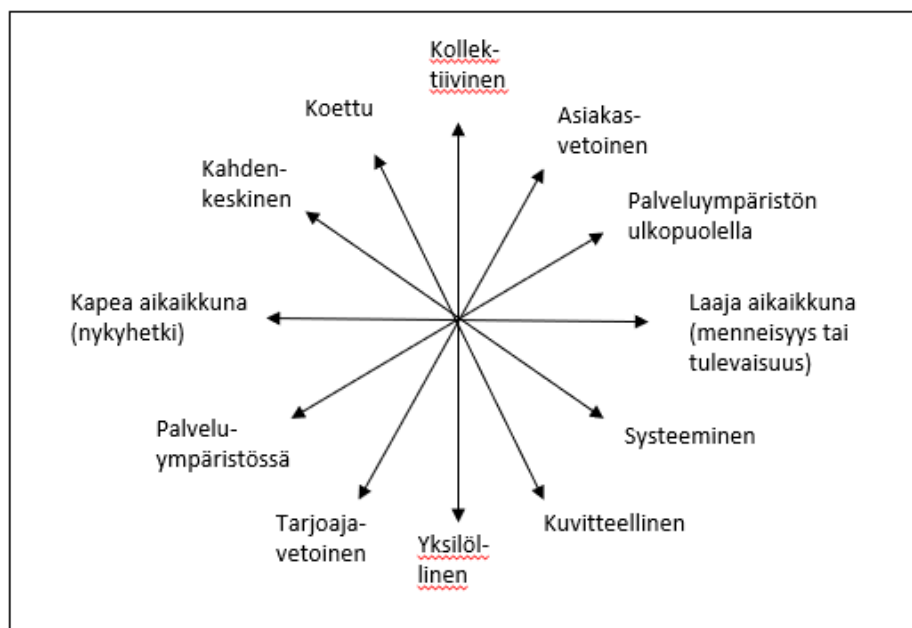 Kollek-
tiivinen
Koettu
Asiakas-
vetoinen
Kahden-
keskinen
Palveluympäristön
ulkopuolella
Kapea aikaikkuna
(nykyhetki)
Laaja aikaikkuna
(menneisyys tai
tulevaisuus)
Palvelu-
ympäristössä
Systeeminen
Tarjoaja-
vetoinen
Yksilöl-
linen
Kuvitteellinen